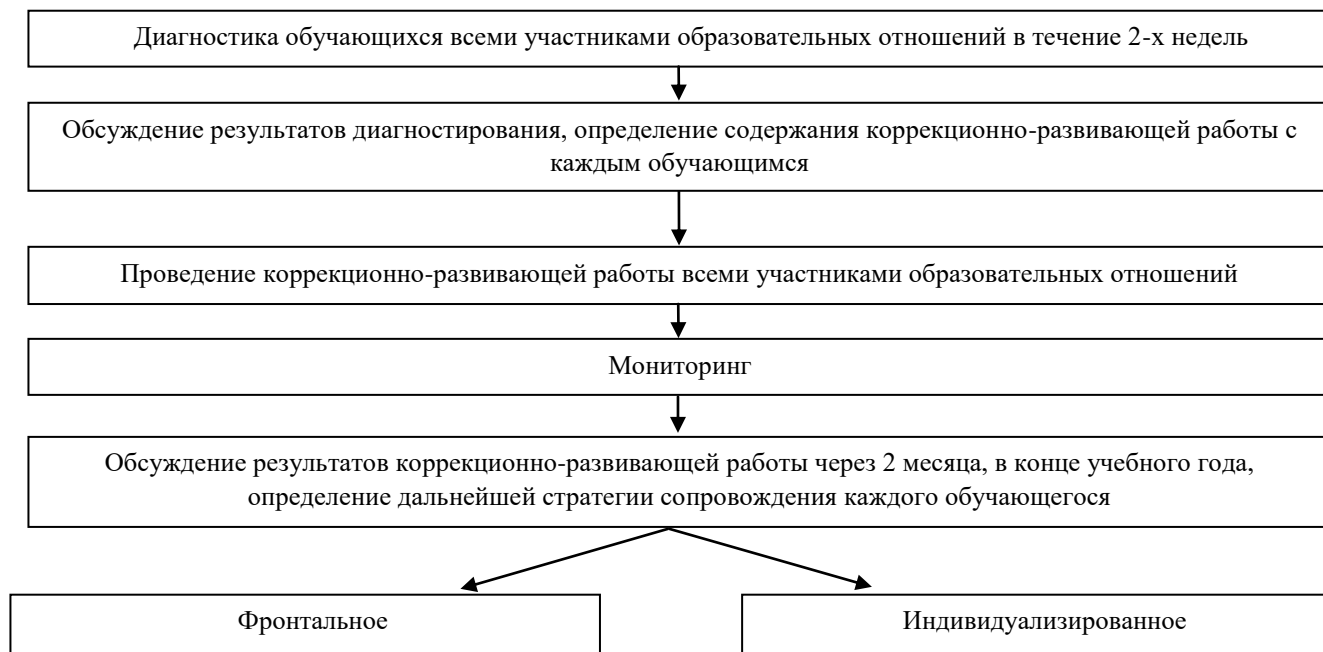 Диагностика обучающихся всеми участниками образовательных отношений в течение 2-х недель
Обсуждение результатов диагностирования, определение содержания коррекционно-развивающей работы с
каждым обучающимся
Проведение коррекционно-развивающей работы всеми участниками образовательных отношений
Мониторинг
Обсуждение результатов коррекционно-развивающей работы через 2 месяца, в конце учебного года,
определение дальнейшей стратегии сопровождения каждого обучающегося
Фронтальное
Индивидуализированное